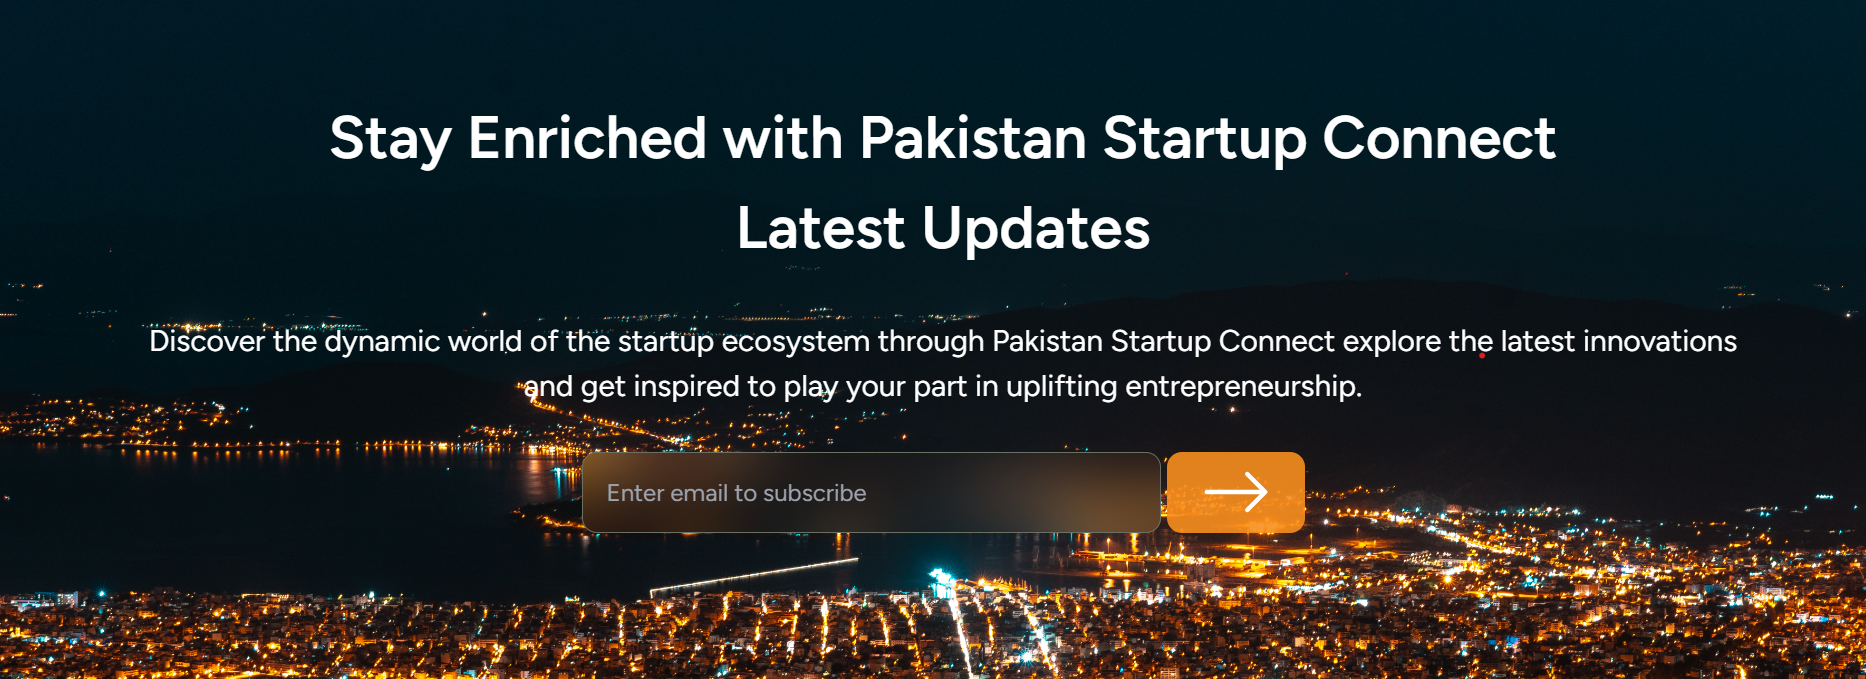 Stay Enriched with Pakistan Startup Connect
Latest Updates
Discover the dynamic world of the startup ecosystem through Pakistan Startup Connect explore the latest innovations
and get inspired to play your part in uplifting entrepreneurship.
Enter email to subscribe